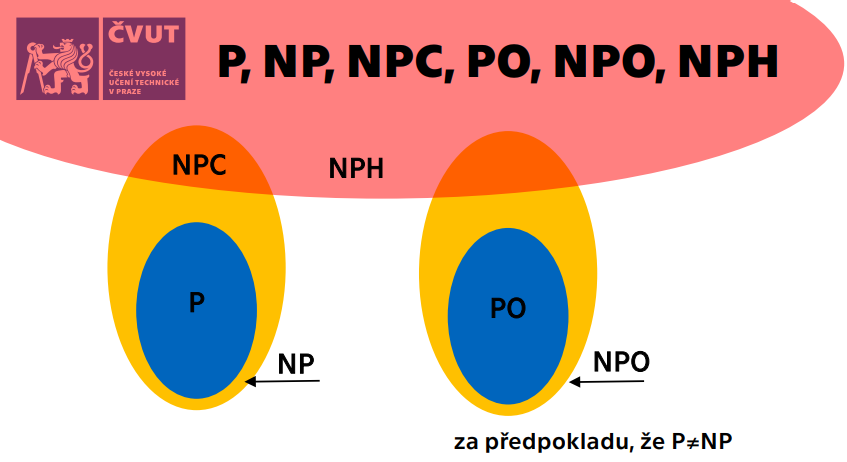 ČVUT
ČESKÉ VYSOKÉ
UČENÍ TECHNICKÉ
V PRAZE
P, NP, NPC, PO, NPO, NPH
NPC
NPH
P
PO
NP
NPO
za předpokladu, že P≠NP